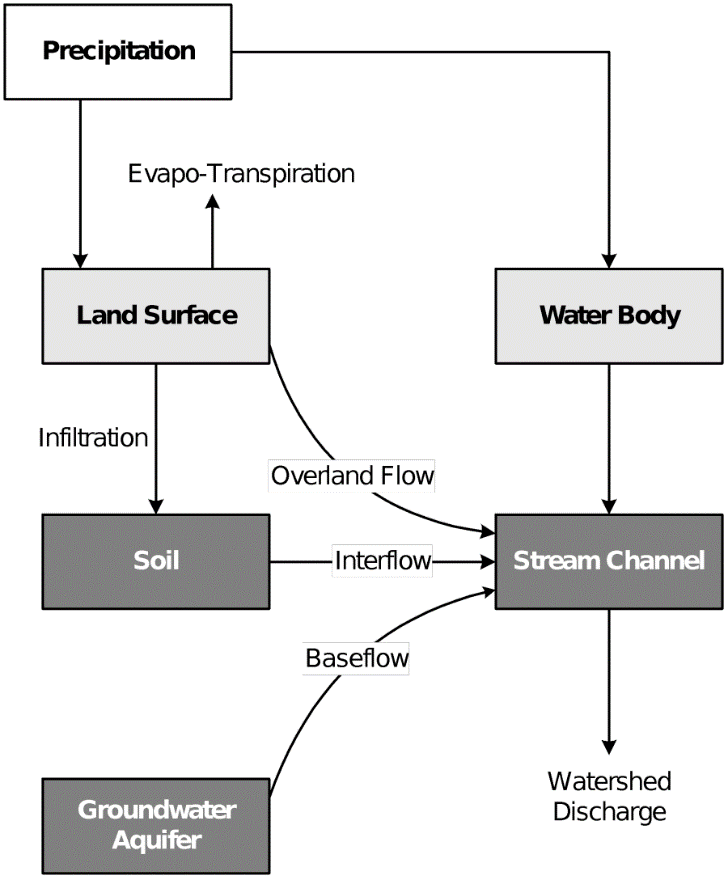 Precipitation
Evapo-Transpiration
Land Surface
Water Body
Infiltration
Overland Flow
Soil
Interflow
Stream Channel
Baseflow
Watershed
Discharge
Groundwater
Aquifer